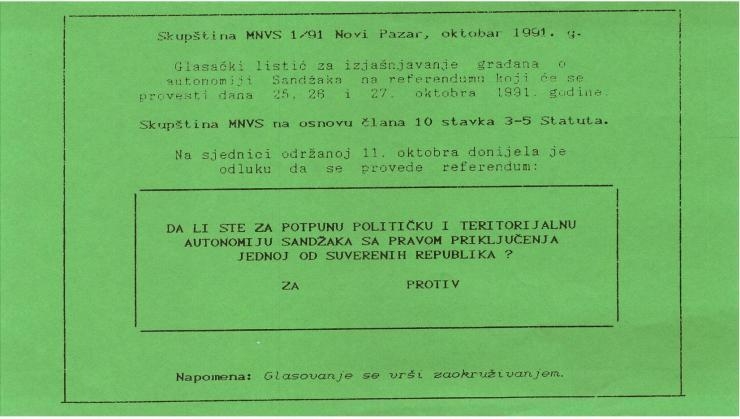 Skupština MNVS 1/91 Novi Pazar, oktobar 1991. g.
Glasački listić za izjašnjavanje građana o
autonomiji Sandžaka na referendumu koji će se
provesti dana 25, 26 i 27. oktobra 1991. godine.
Skupština MNVS na osnovu člana 10 stavka 3-5 Statuta.
Na sjednici održanoj 11. oktobra donijela je
odluku da se provede referendum:
DA LI STE ZA POTPUNU POLITIČKU I TERITORIJALNU
AUTONOMIJU SANDŽAKA SA PRAVOM PRIKLJUČENJA
JEDNOJ OD SUVERENIH REPUBLIKA ?
ZA PROTIV
Napomena: Glasovanje se vrši zaokruživanjem.